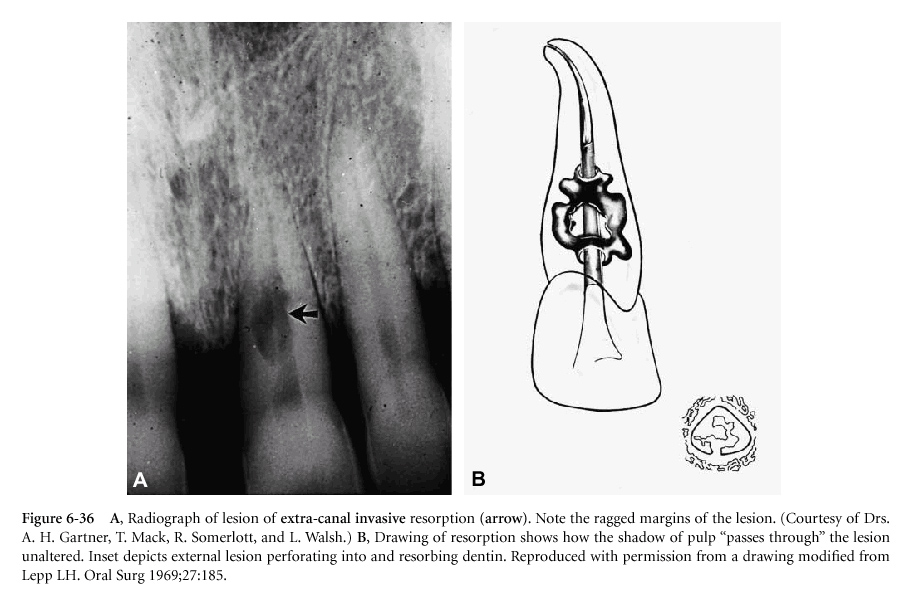 A
B
Figure 6-36 A, Radiograph of lesion of extra-canal invasive resorption (arrow). Note the ragged margins of the lesion. (Courtesy of Drs.
A. H. Gartner, T. Mack, R. Somerlott, and L. Walsh.) B, Drawing of resorption shows how the shadow of pulp “passes through” the lesion
unaltered. Inset depicts external lesion perforating into and resorbing dentin. Reproduced with permission from a drawing modified from
Lepp LH. Oral Surg 1969;27:185.